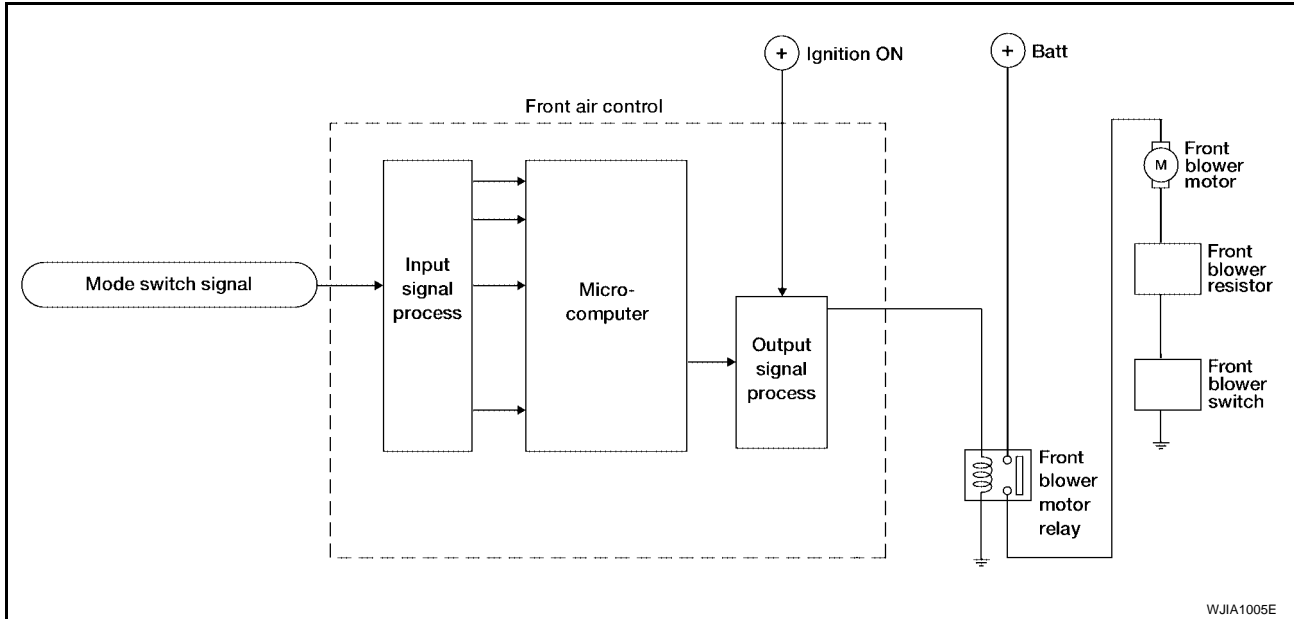 +
Ignition ON
+
Batt
Front air control
Front
blower
motor
M
Input
signal
process
Micro-
computer
Mode switch signal
Front
blower
resistor
Output
signal
process
Front
blower
switch
Front
blower
motor
relay
WJIA1005E